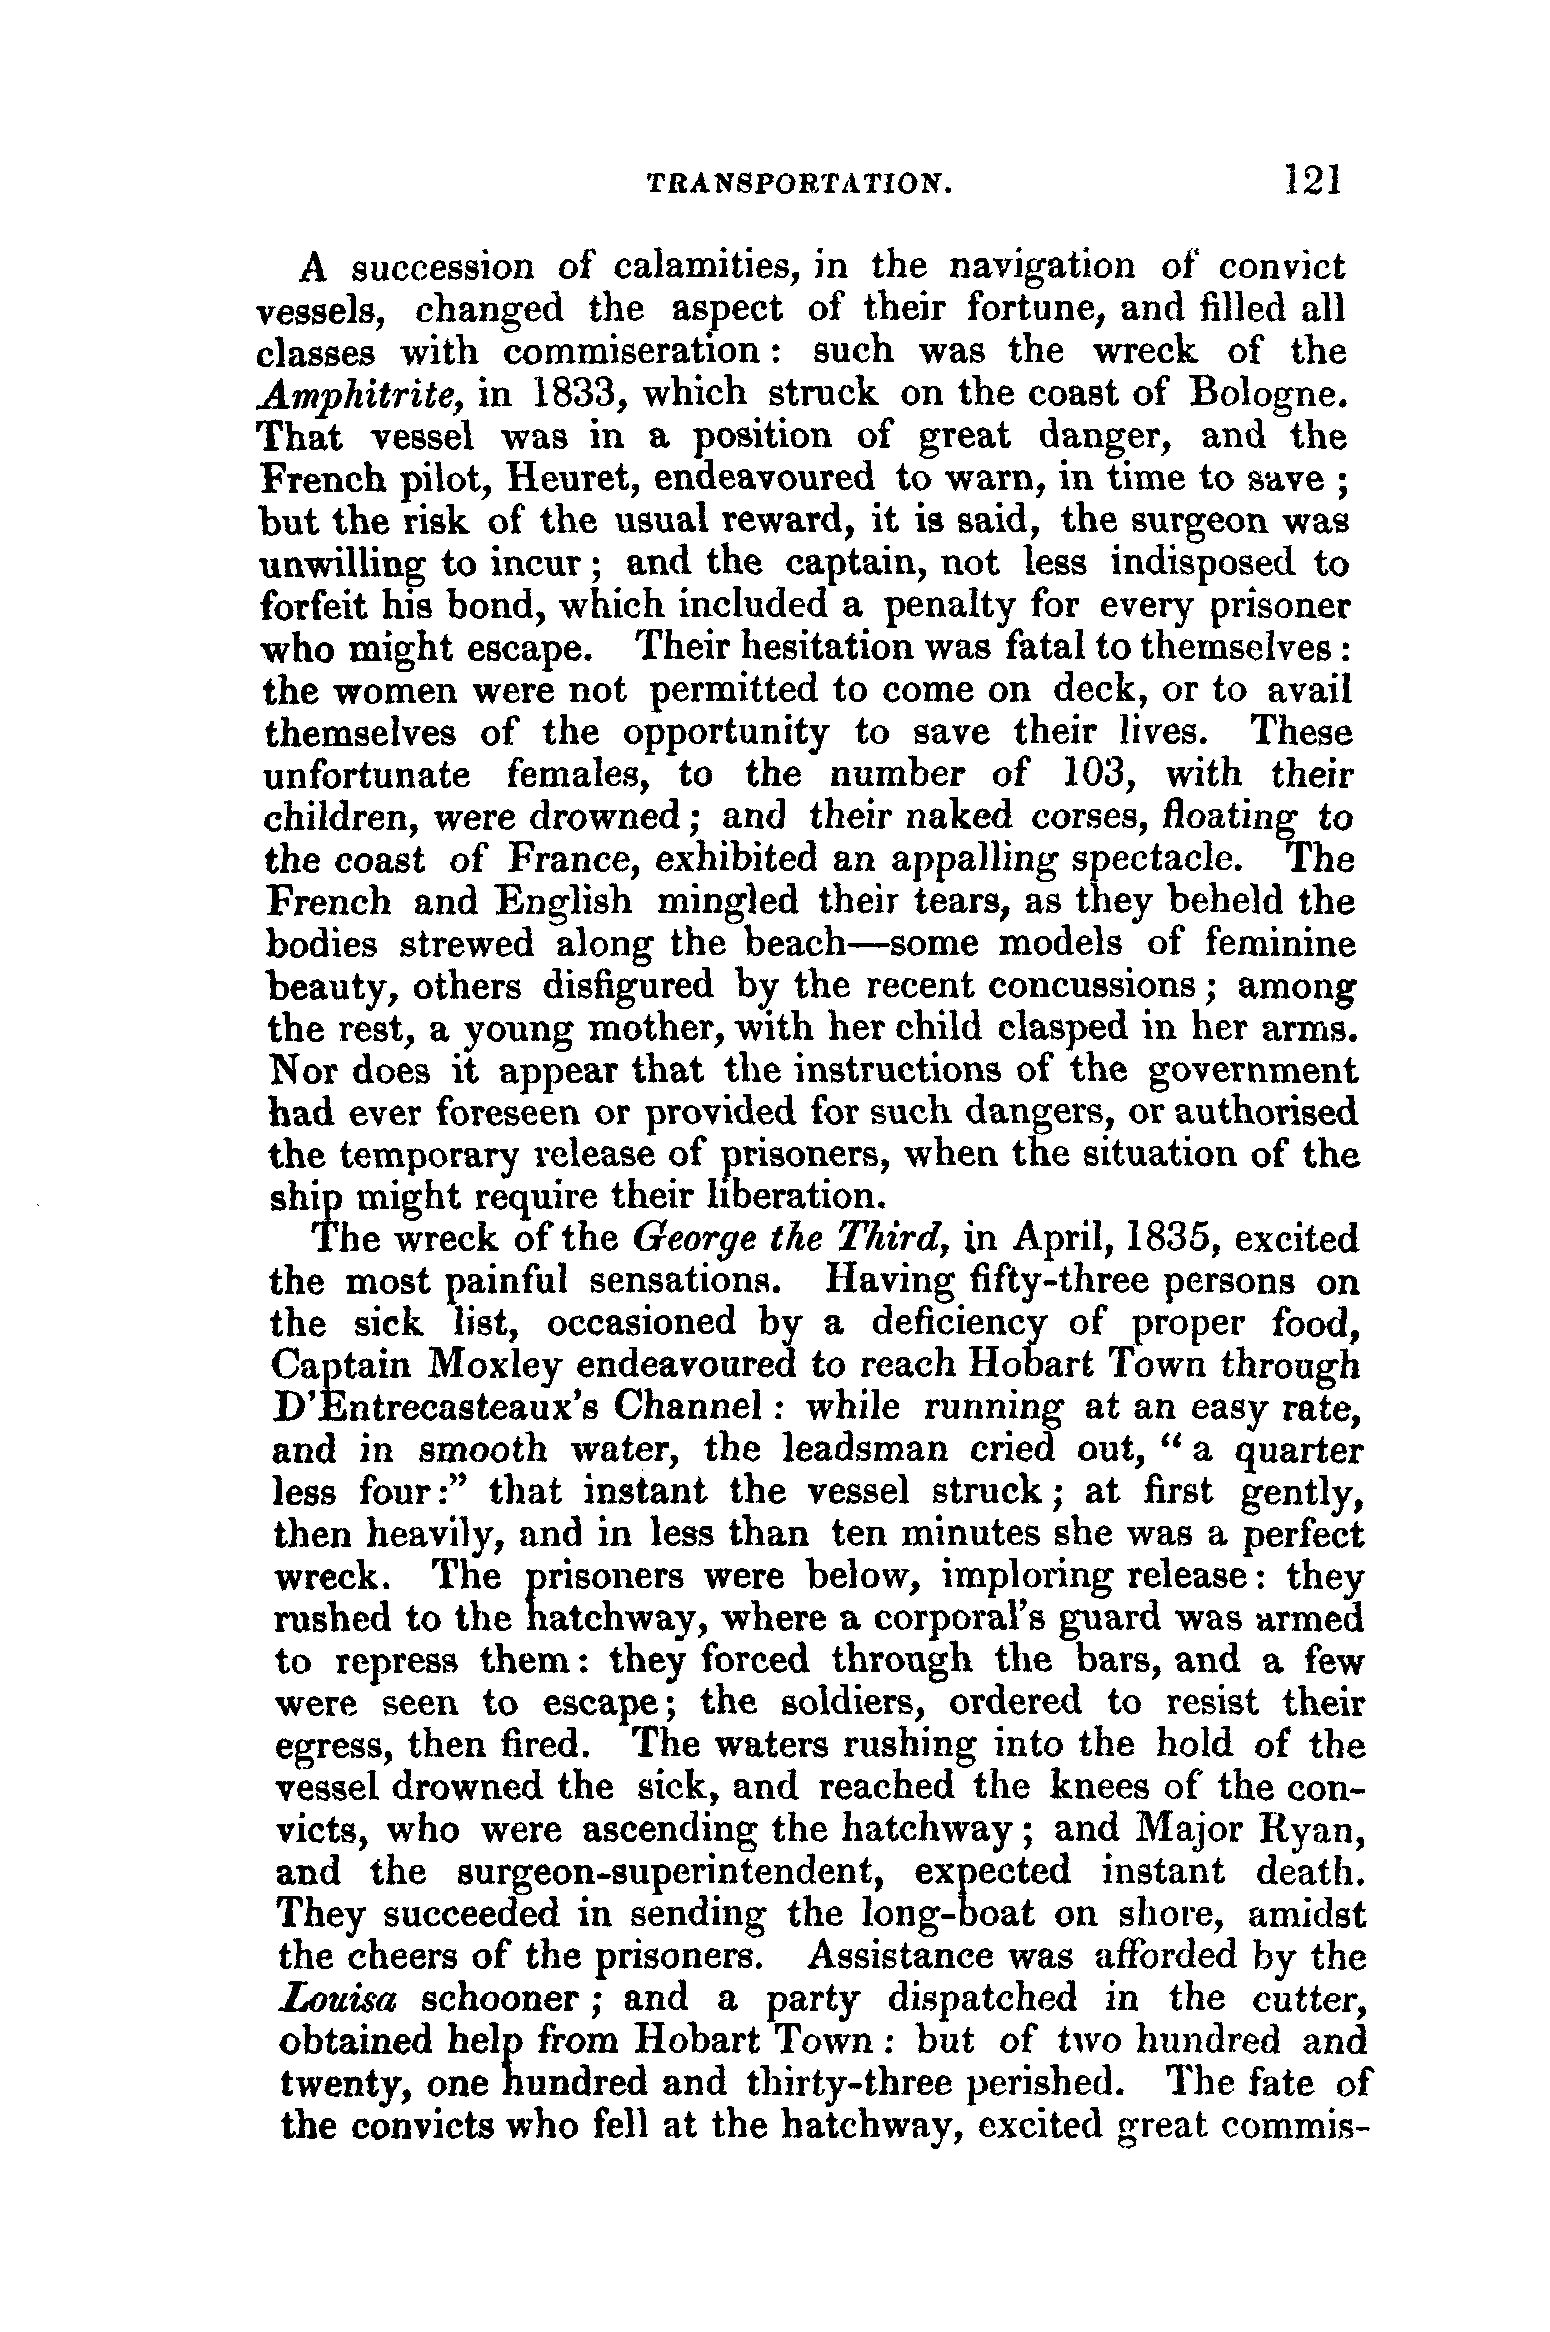 TRANSPORTATION. 121
A succession of calamities, in the navigation of convict
vessels, changed the aspect of their fortune, and filled all
classes with commiseration: such was the wreck of the
Amphitrite, in 1833, which struck on the coast of Bologne.
That vessel was in a position of great danger, and the
French pilot, Heuret, endeavoured to warn, in time to save ;
but the risk of the usual reward, it is said, the surgeon was
unwilling to incur; and the captain, not less indisposed to
forfeit his bond, which included a penalty for every prisoner
who might escape. Their hesitation was fatal to themselves:
the women were not permitted to come on deck, or to avail
themselves of the opportunity to save their lives. These
unfortunate females, to the number of 103, with their
children, were drowned; and their naked corses, floating to
the coast of France, exhibited an appalling spectacle. The
French and English mingled their tears, as they beheld the
bodies strewed along the beach—some models of feminine
beauty, others disfigured by the recent concussions; among
the rest, a young mother, with her child clasped in her arms.
Nor does it appear that the instructions of the government
had ever foreseen or provided for such dangers, or authorised
the temporary release of prisoners, when the situation of the
ship might require their liberation.
The wreck of the George the Third, in April, 1835, excited
the most painful sensations. Having fifty-three persons on
the sick list, occasioned by a deficiency of proper food,
Captain Moxley endeavoured to reach Hobart Town through
D'Entrecasteaux's Channel: while running at an easy rate,
and in smooth water, the leadsman cried out, “ a quarter
less four:” that instant the vessel struck; at first gently,
then heavily, and in less than ten minutes she was a perfect
wreck. The prisoners were below, imploring release: they
rushed to the hatchway, where a corporal's guard was armed
to repress them: they forced through the bars, and a few
were seen to escape; the soldiers, ordered to resist their
egress, then fired. The waters rushing into the hold of the
vessel drowned the sick, and reached the knees of the con-
victs, who were ascending the hatchway; and Major Ryan,
and the surgeon-superintendent, expected instant death.
They succeeded in sending the long-boat on shore, amidst
the cheers of the prisoners. Assistance was afforded by the
Louisa schooner; and a party dispatched in the cutter,
obtained help from Hobart Town: but of two hundred and
twenty, one hundred and thirty-three perished. The fate of
the convicts who fell at the hatchway, excited great commis-